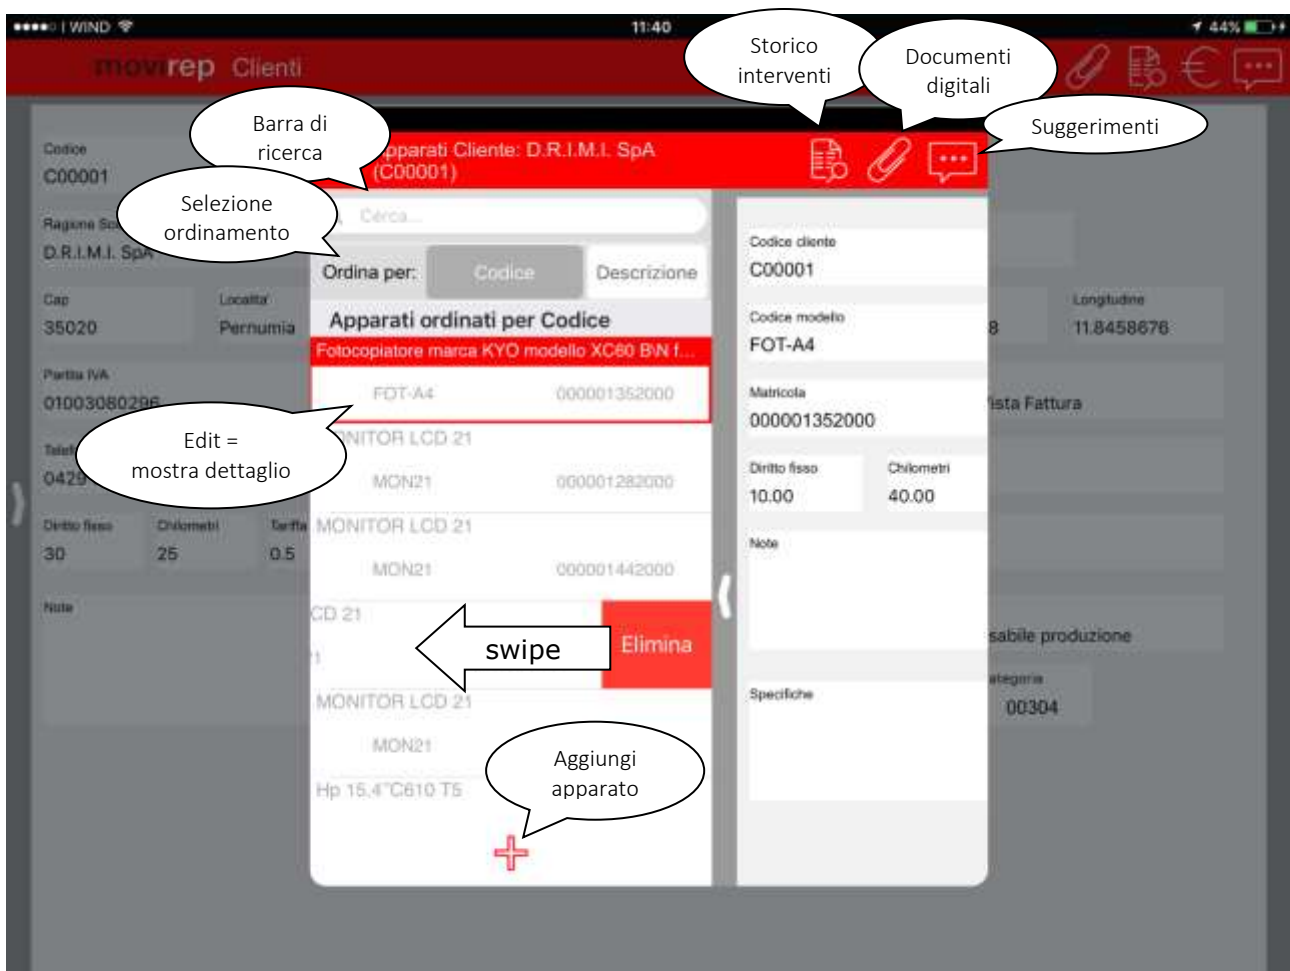 WIND
11:40
44%
movirep Clienti
Storico
interventi
Documenti
digitali
Suggerimenti
Barra di
ricerca
Selezione
ordinamento
Edit =
mostra dettaglio
swipe
Aggiungi
apparato
Codice
C00001
Ragione
D.R.I.M.I. SpA
Cap
35020
Localita'
Pernumia
Partita IVA
01003080296
0429
Diritto fisso
30
Chilometri
25
Tariffa
0.5
Note
Apparati Cliente: D.R.I.M.I. SpA
(C00001)
Cerca...
Ordina per:
Codice
Descrizione
Apparati ordinati per Codice
Fotocopiatore marca KYO modello XC60 B\N f...
FOT-A4
000001352000
MONITOR LCD 21
MON21
000001282000
MONITOR LCD 21
MON21
000001442000
CD 21
Elimina
MONITOR LCD 21
MON21
Hp 15,4"C610 T5
Codice cliente
C00001
Codice modello
FOT-A4
Matricola
000001352000
Diritto fisso
10.00
Chilometri
40.00
Note
Specifiche
Longitudine
8
11.8458676
ista Fattura
sabile produzione
ategoria
00304